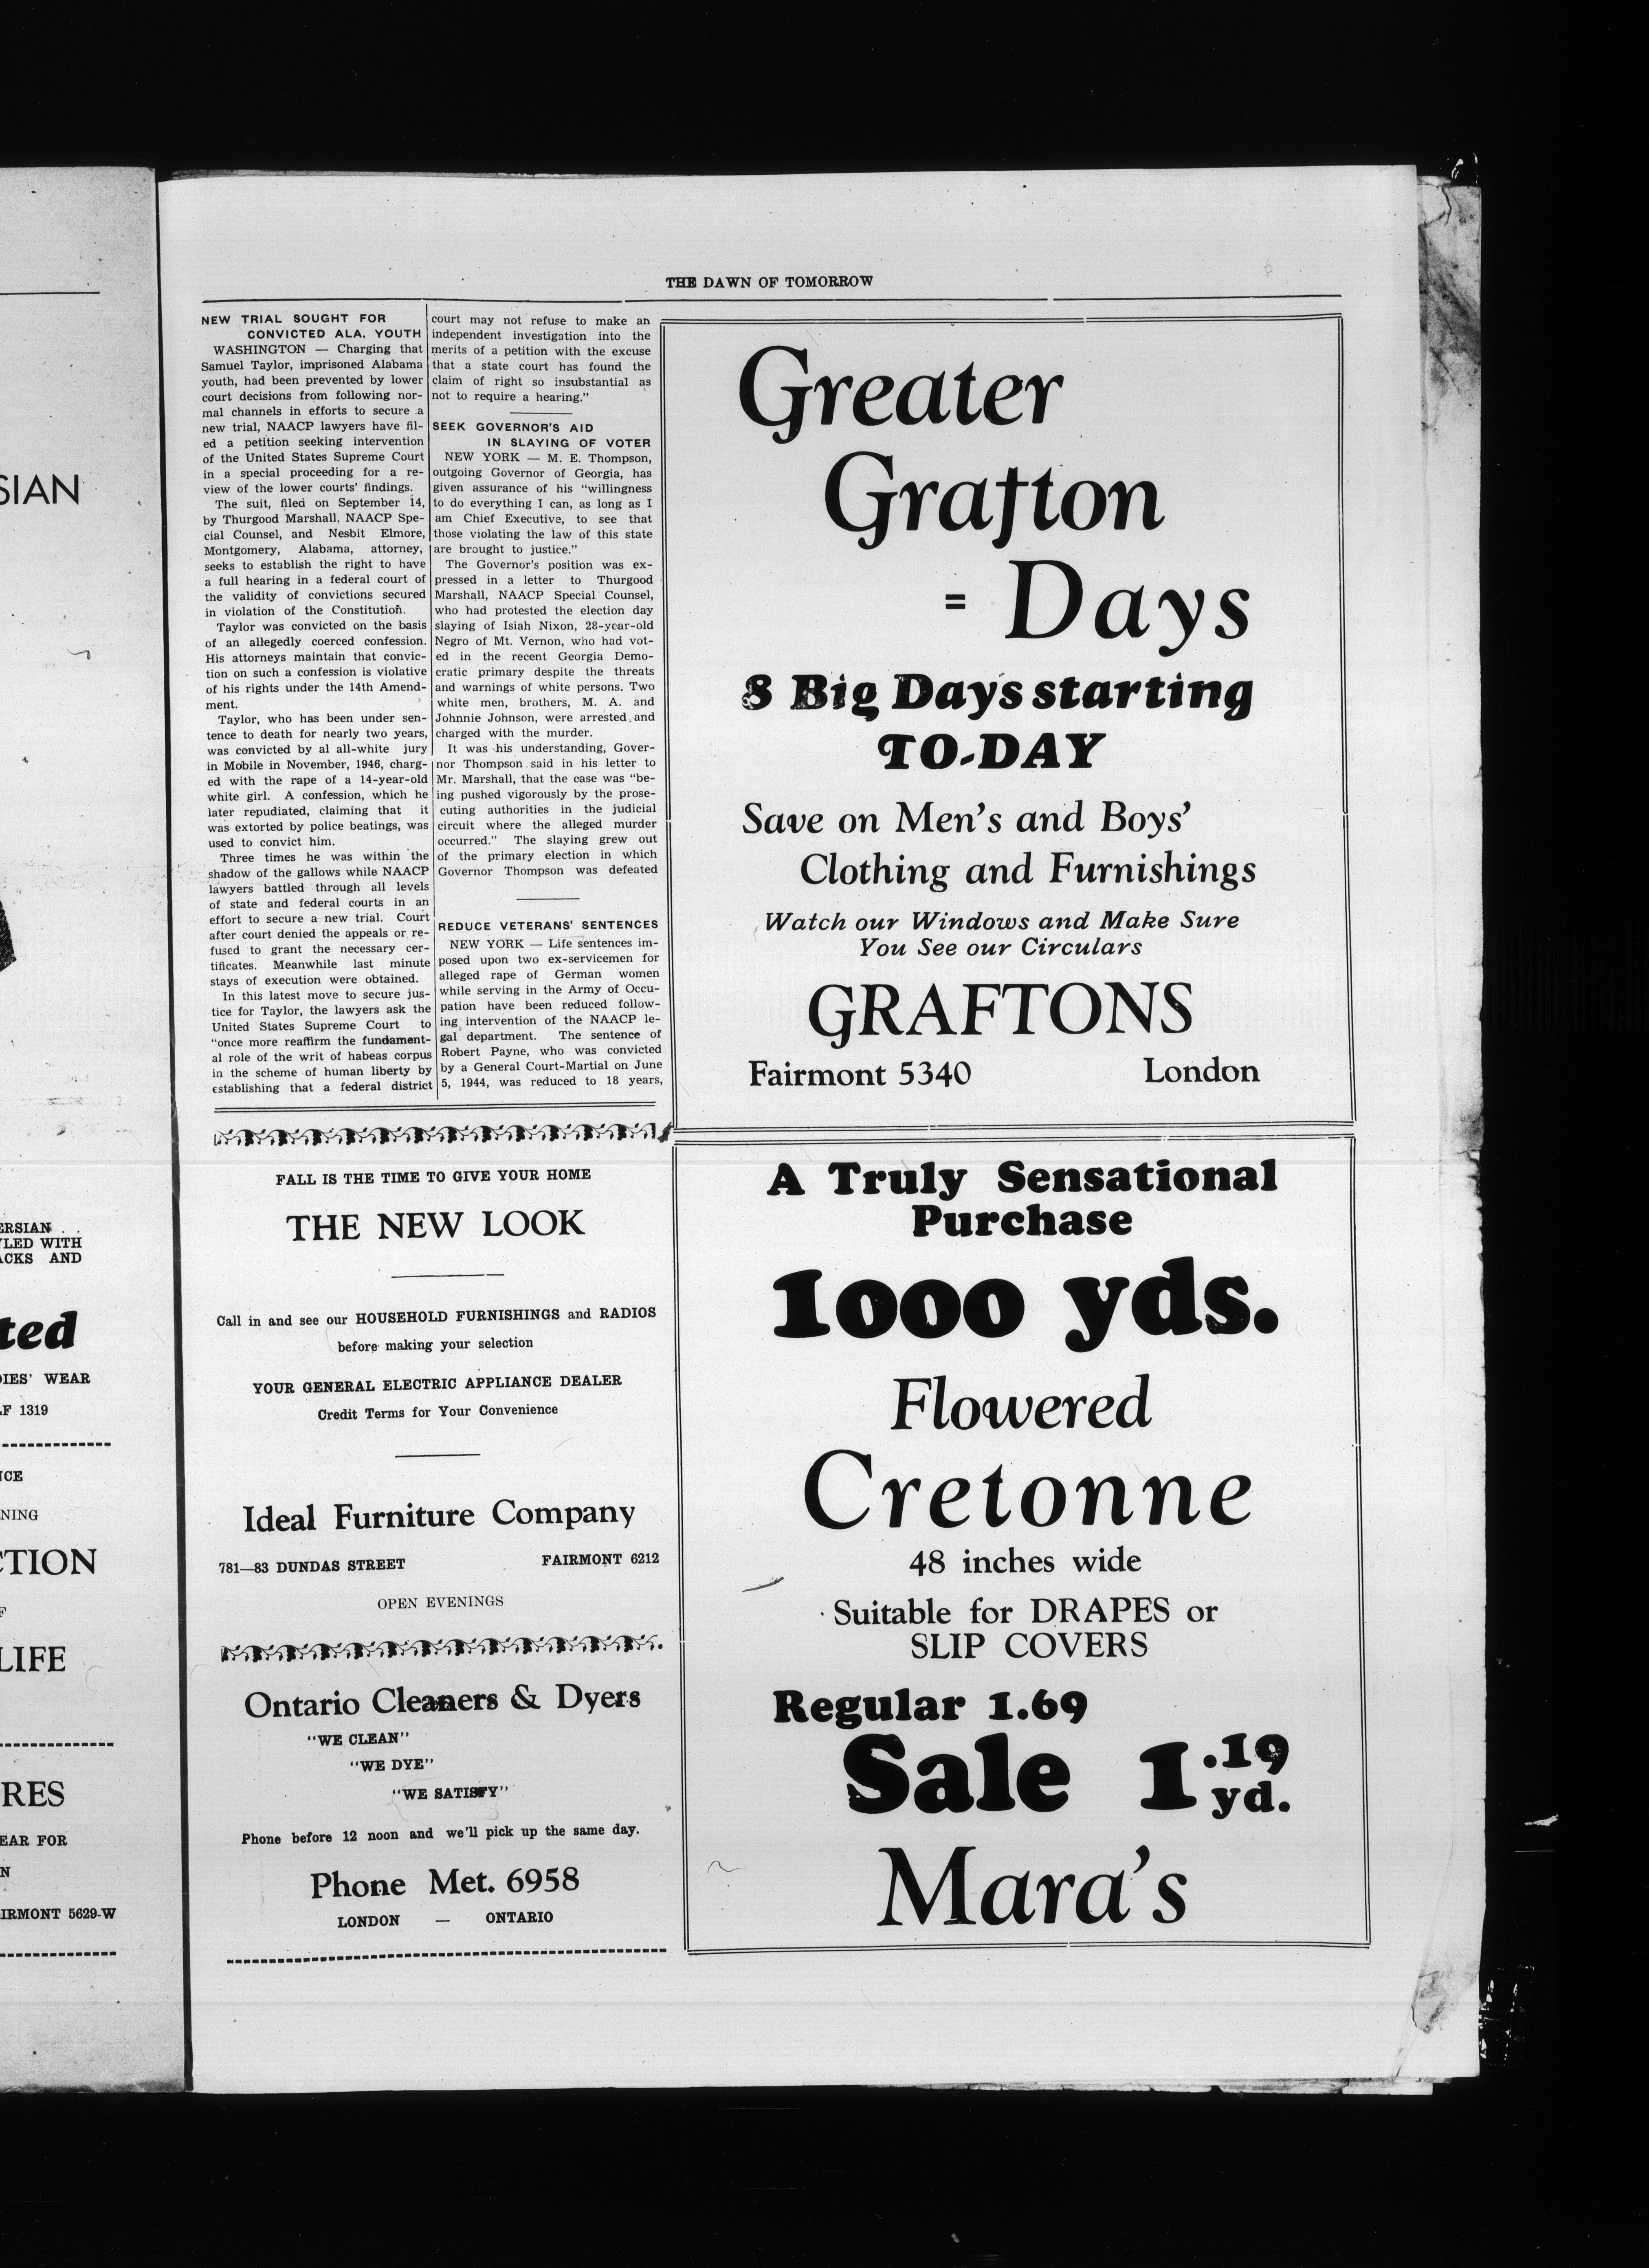 SIAN
ERSIAN . .
LED WITH
ACKS AND
ted
DIES' WEAR
LF 1319
NCE
NING
CTION
F
LIFE
RES
EAR FOR
N
IRMONT 5629-W
THE DAWN OF TOMORROW
NEW TRIAL SOUGHT FOR
CONVICTED ALA. YOUTH
WASHINGTON — Charging that
Samuel Taylor, imprisoned Alabama
youth, had been prevented by lower
court decisions from following nor-
mal channels in efforts to secure a
new trial, NAACP lawyers have fil-
ed a petition seeking intervention
of the United States Supreme Court
in a special proceeding for a re-
view of the lower courts' findings.
The suit, filed on September 14,
by Thurgood Marshall, NAACP Spe-
cial Counsel, and Nesbit Elmore,
Montgomery, Alabama, attorney,
seeks to establish the right to have
a full hearing in a federal court of
the validity of convictions secured
in violation of the Constitution.
Taylor was convicted on the basis
of an allegedly coerced confession.
His attorneys maintain that convic-
tion on such a confession is violative
of his rights under the 14th Amend-
ment.
Taylor, who has been under sen-
tence to death for nearly two years,
was convicted by al all-white jury
in Mobile in November, 1946, charg-
ed with the rape of a 14-year-old
white girl. A confession, which he
later repudiated, claiming that it
was extorted by police beatings, was
used to convict him.
Three times he was within the
shadow of the gallows while NAACP
lawyers battled through all levels
of state and federal courts in an
effort to secure a new trial. Court
after court denied the appeals or re-
fused to grant the necessary cer-
tificates. Meanwhile last minute
stays of execution were obtained.
In this latest move to secure jus-
tice for Taylor, the lawyers ask the
United States Supreme Court to
"once more reaffirm the fundament-
al role of the writ of habeas corpus
in the scheme of human liberty by
establishing that a federal district
court may not refuse to make an
independent investigation into the
merits of a petition with the excuse
that a state court has found the
claim of right so insubstantial as
not to require a hearing."
SEEK GOVERNOR'S AID
IN SLAYING OF VOTER
NEW YORK — M. E. Thompson,
outgoing Governor of Georgia, has
given assurance of his "willingness
to do everything I can, as long as I
am Chief Executive, to see that
those violating the law of this state
are brought to justice."
The Governor's position was ex-
pressed in a letter to Thurgood
Marshall, NAACP Special Counsel,
who had protested the election day
slaying of Isiah Nixon, 28-year-old
Negro of Mt. Vernon, who had vot-
ed in the recent Georgia Demo-
cratic primary despite the threats
and warnings of white persons. Two
white men, brothers, M. A. and
Johnnie Johnson, were arrested and
charged with the murder.
It was his understanding, Gover-
nor Thompson said in his letter to
Mr. Marshall, that the case was "be-
ing pushed vigorously by the prose-
cuting authorities in the judicial
circuit where the alleged murder
occurred." The slaying grew out
of the primary election in which
Governor Thompson was defeated
REDUCE VETERANS' SENTENCES
NEW YORK — Life sentences im-
posed upon two ex-servicemen for
alleged rape of German women
while serving in the Army of Occu-
pation have been reduced follow-
ing intervention of the NAACP le-
gal department. The sentence of
Robert Payne, who was convicted
by a General Court-Martial on June
5, 1944, was reduced to 18 years,
FALL IS THE TIME TO GIVE YOUR HOME
THE NEW LOOK
Call in and see our HOUSEHOLD FURNISHINGS and RADIOS
before making your selection
YOUR GENERAL ELECTRIC APPLIANCE DEALER
Credit Terms for Your Convenience
Ideal Furniture Company
781—83 DUNDAS STREET FAIRMONT 6212
OPEN EVENINGS
Ontario Cleaners & Dyers
"WE CLEAN"
"WE DYE"
"WE SATISFY"
Phone before 12 noon and we'll pick up the same day.
Phone Met. 6958
LONDON — ONTARIO
Greater
Grafton
= Days
8 Big Days starting
TO-DAY
Save on Men's and Boys'
Clothing and Furnishings
Watch our Windows and Make Sure
You See our Circulars
GRAFTONS
Fairmont 5340 London
A Truly Sensational
Purchase
1000 yds.
Flowered
Cretonne
48 inches wide
Suitable for DRAPES or
SLIP COVERS
Regular 1.69
Sale 1.19 yd.
Mara's